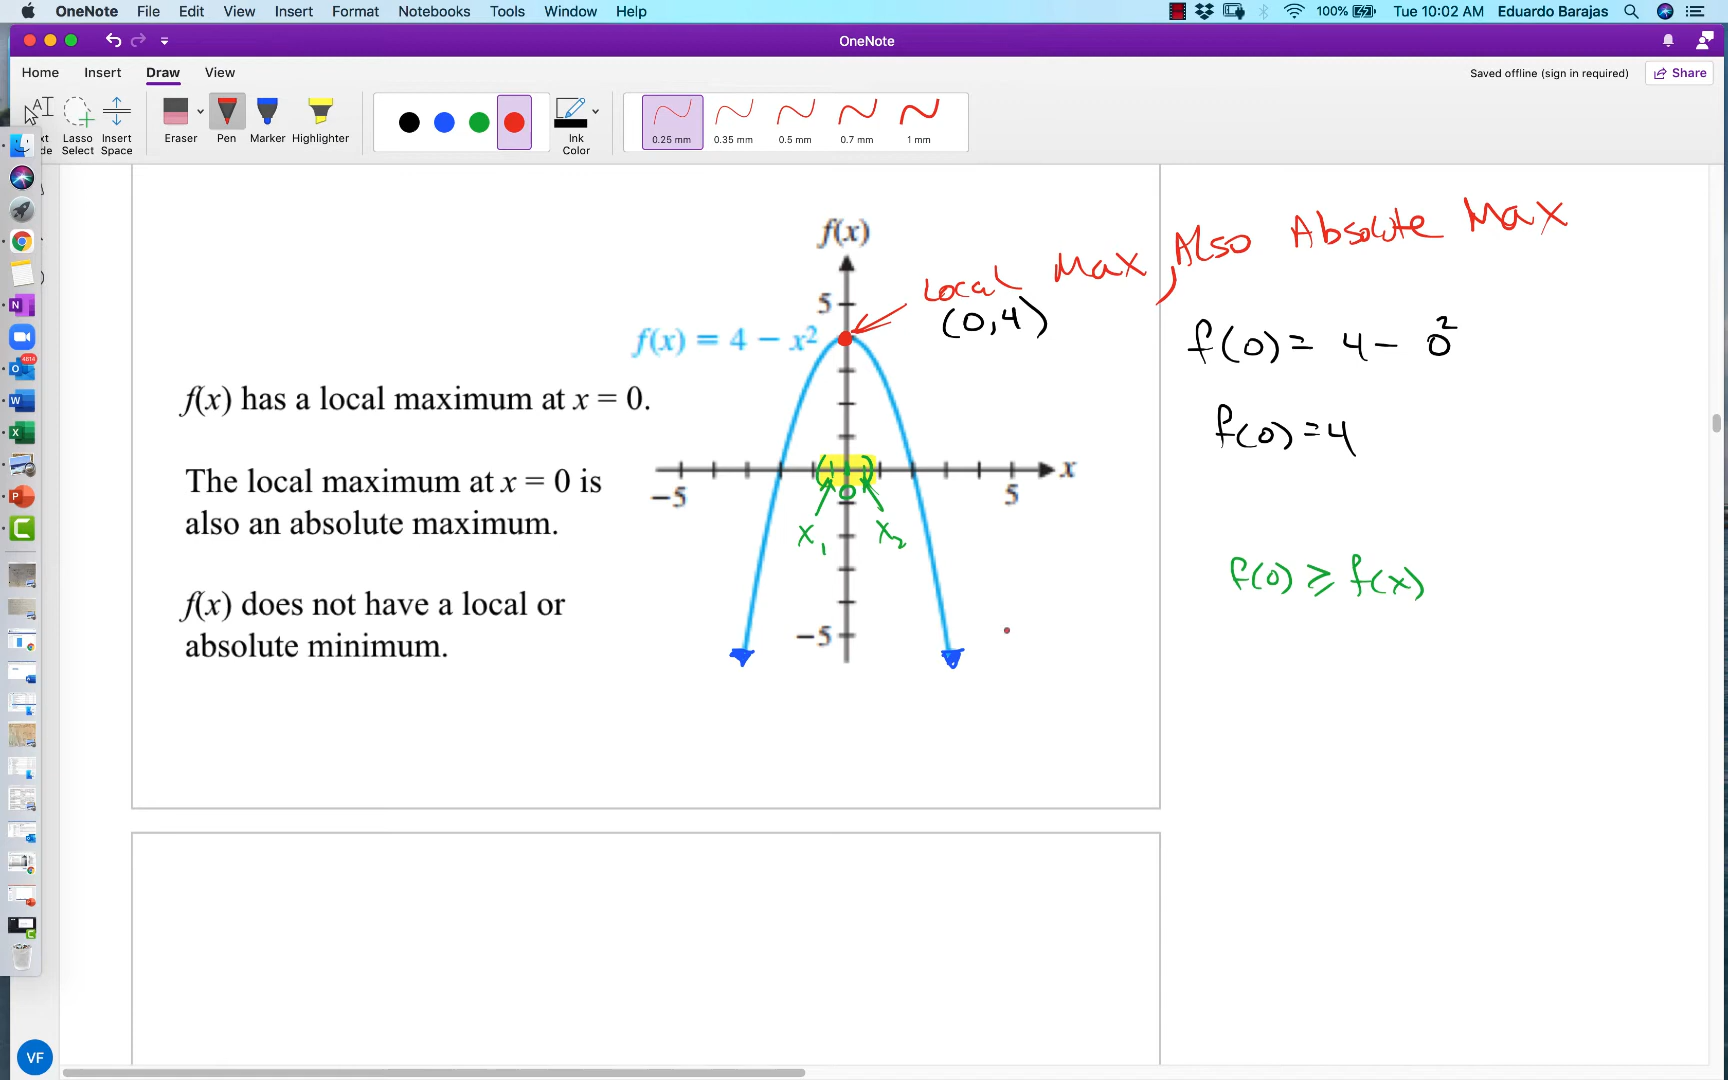 OneNote File Edit View Insert Format Notebooks Tools Window Help 100% Tue 10:02 AM Eduardo Barajas
OneNote
Home Insert Draw View Saved offline (sign in required) Share
Lasso Select
Insert Space
Eraser
Pen
Marker
Highlighter
Ink Color
0.25 mm 0.35 mm 0.5 mm 0.7 mm 1 mm
f(x)
Local Max, Also Absolute Max
5
(0,4)
f(x) = 4 − x²
f(0) = 4 − 0²
f(x) has a local maximum at x = 0.
f(0) = 4
x
−5
0
5
The local maximum at x = 0 is
also an absolute maximum.
x₁ x₂
f(0) ≥ f(x)
f(x) does not have a local or
absolute minimum.
−5
VF